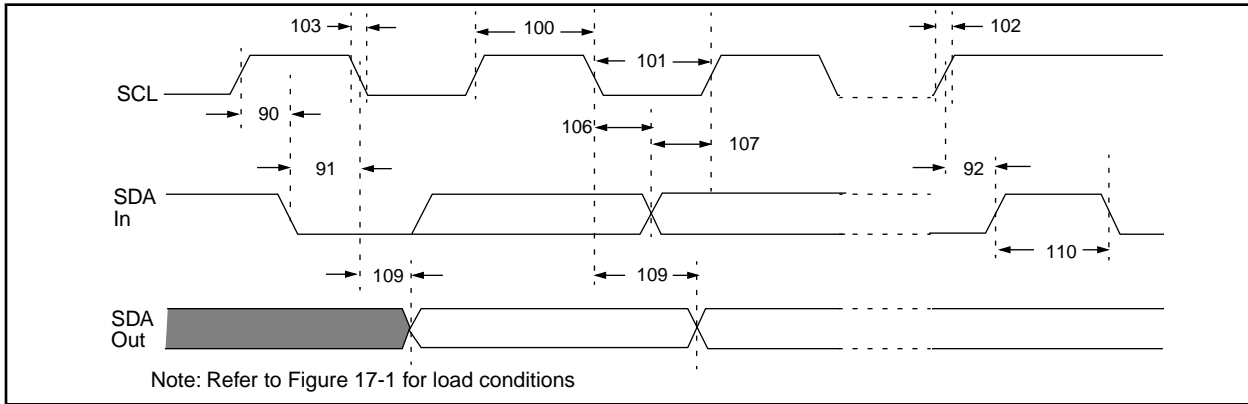 103
100
101
102
SCL
90
106
107
91
92
SDA
In
109
109
110
SDA
Out
Note: Refer to Figure 17-1 for load conditions